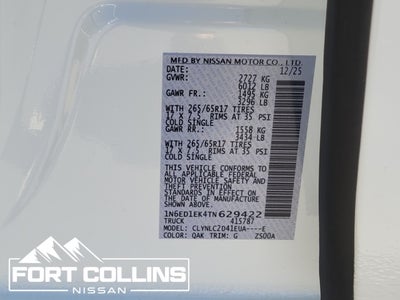 MFD BY NISSAN MOTOR CO., LTD.
DATE: 12/25
GVWR: 2727 KG
6012 LB
GAWR FR.: 1495 KG
3296 LB
WITH 265/65R17 TIRES
17 X 7.5 RIMS AT 35 PSI
COLD SINGLE
GAWR RR.: 1558 KG
3434 LB
WITH 265/65R17 TIRES
17 X 7.5 RIMS AT 35 PSI
COLD SINGLE
THIS VEHICLE CONFORMS TO
ALL APPLICABLE FEDERAL
MOTOR VEHICLE SAFETY
STANDARDS IN EFFECT ON
THE DATE OF MANUFACTURE
SHOWN ABOVE.
1N6ED1EK4TN629422
TRUCK 415787
MODEL: CLYNLC2041EUA----E
COLOR: QAK TRIM: G Z500A
FORT COLLINS
NISSAN